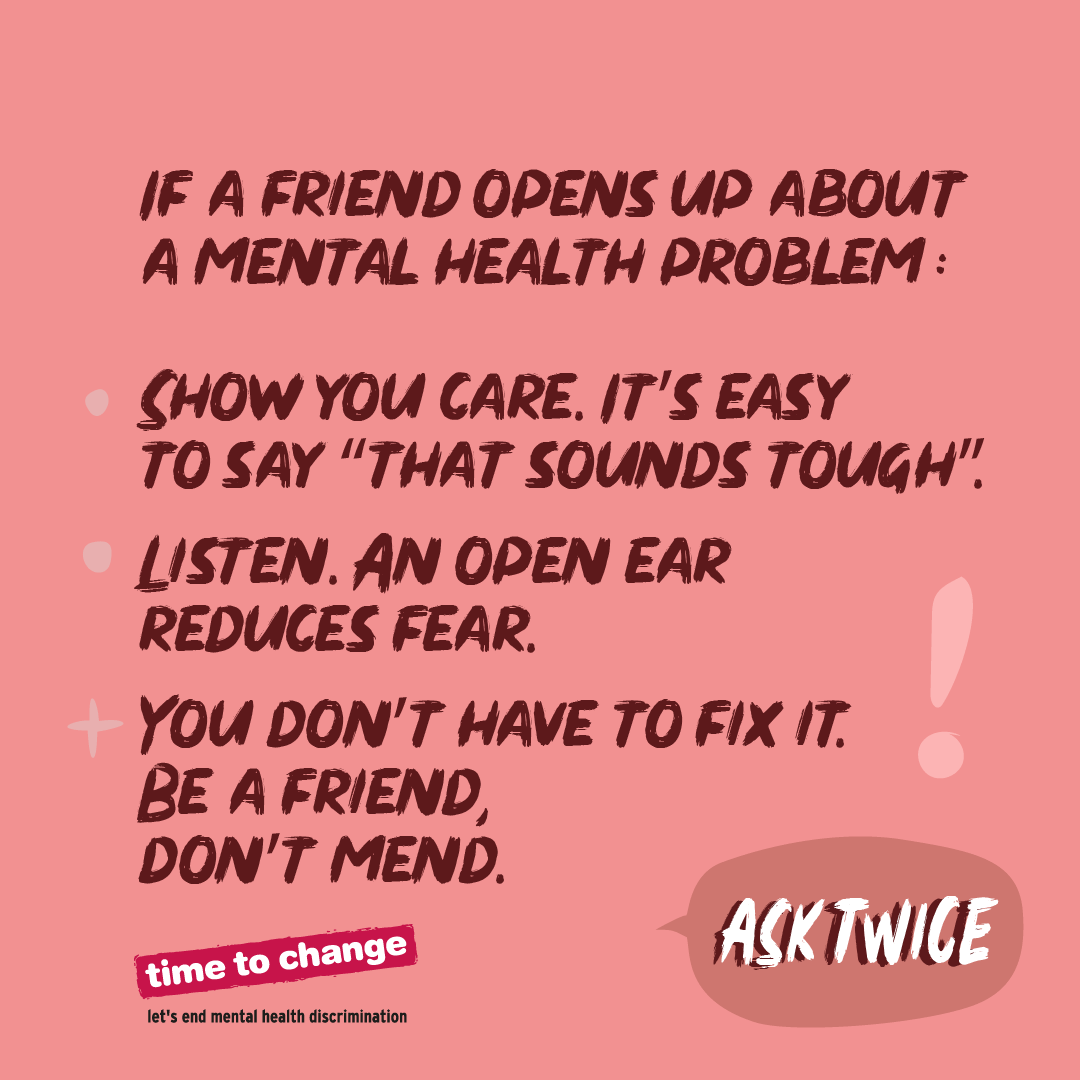 IF A FRIEND OPENS UP ABOUT
A MENTAL HEALTH PROBLEM:
SHOW YOU CARE. IT'S EASY
TO SAY “THAT SOUNDS TOUGH”.
LISTEN. AN OPEN EAR
REDUCES FEAR.
YOU DON'T HAVE TO FIX IT.
BE A FRIEND,
DON'T MEND.
ASK TWICE
time to change
let's end mental health discrimination